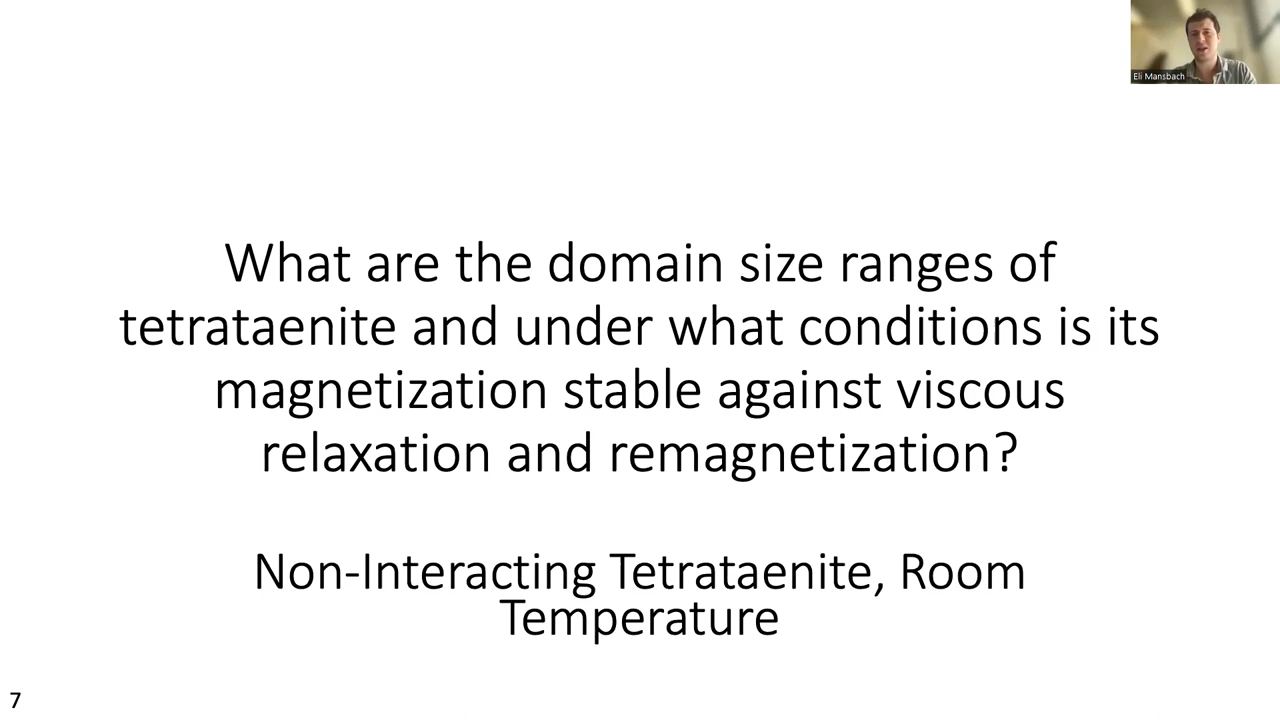 Eli Mansbach
What are the domain size ranges of
tetrataenite and under what conditions is its
magnetization stable against viscous
relaxation and remagnetization?
Non-Interacting Tetrataenite, Room
Temperature
7